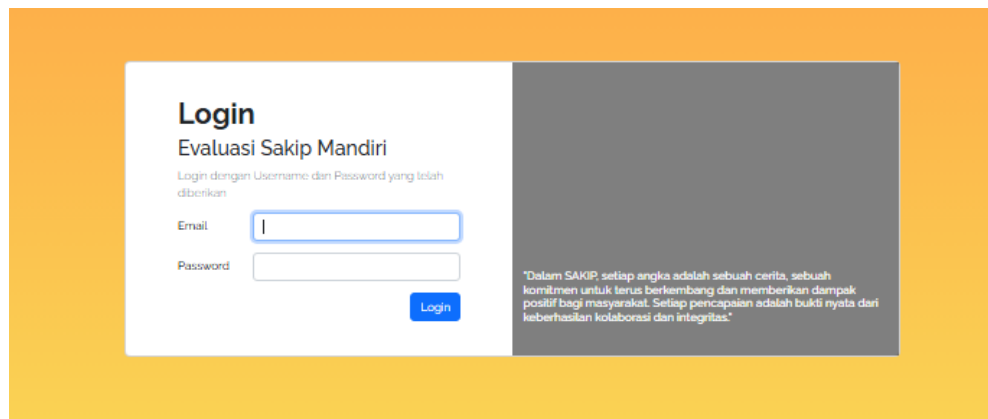 Login
Evaluasi Sakip Mandiri
Login dengan Username dan Password yang telah
diberikan
Email
Password
Login
"Dalam SAKIP, setiap angka adalah sebuah cerita, sebuah
komitmen untuk terus berkembang dan memberikan dampak
positif bagi masyarakat. Setiap pencapaian adalah bukti nyata dari
keberhasilan kolaborasi dan integritas."